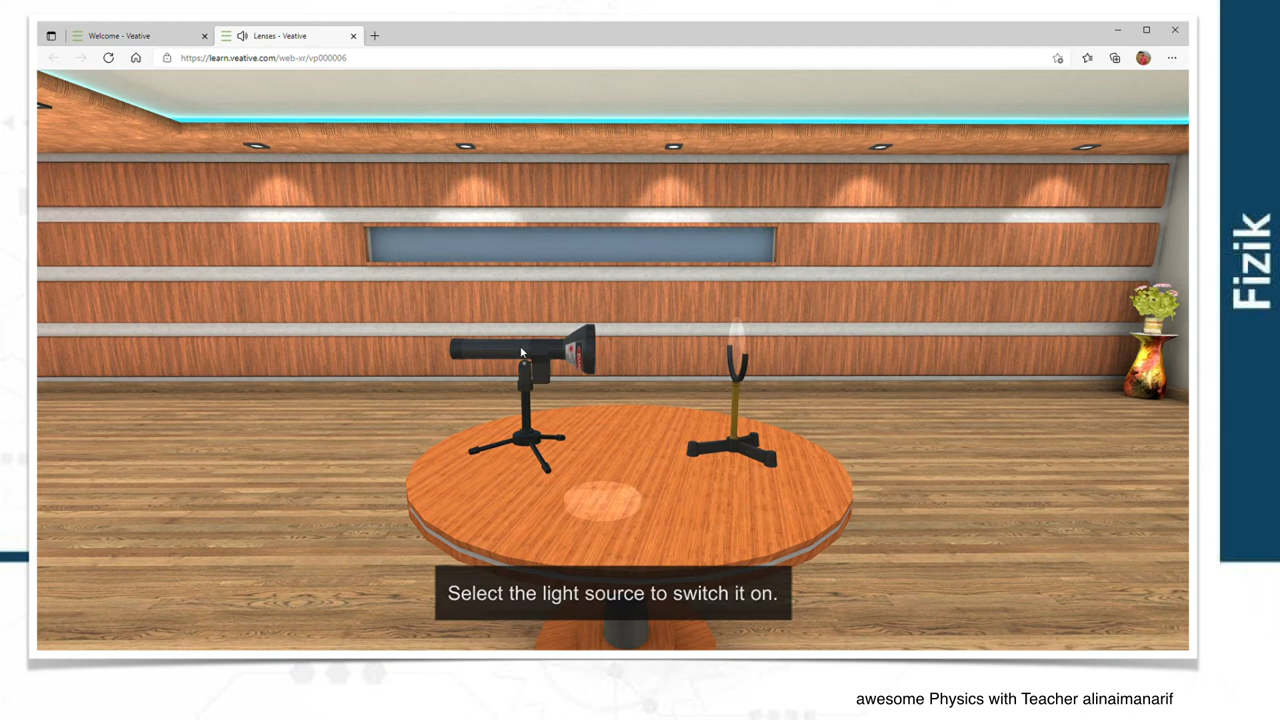 Welcome - Veative
Lenses - Veative
https://learn.veative.com/web-xr/vp000006
Fizik
Select the light source to switch it on.
awesome Physics with Teacher alinaimanarif